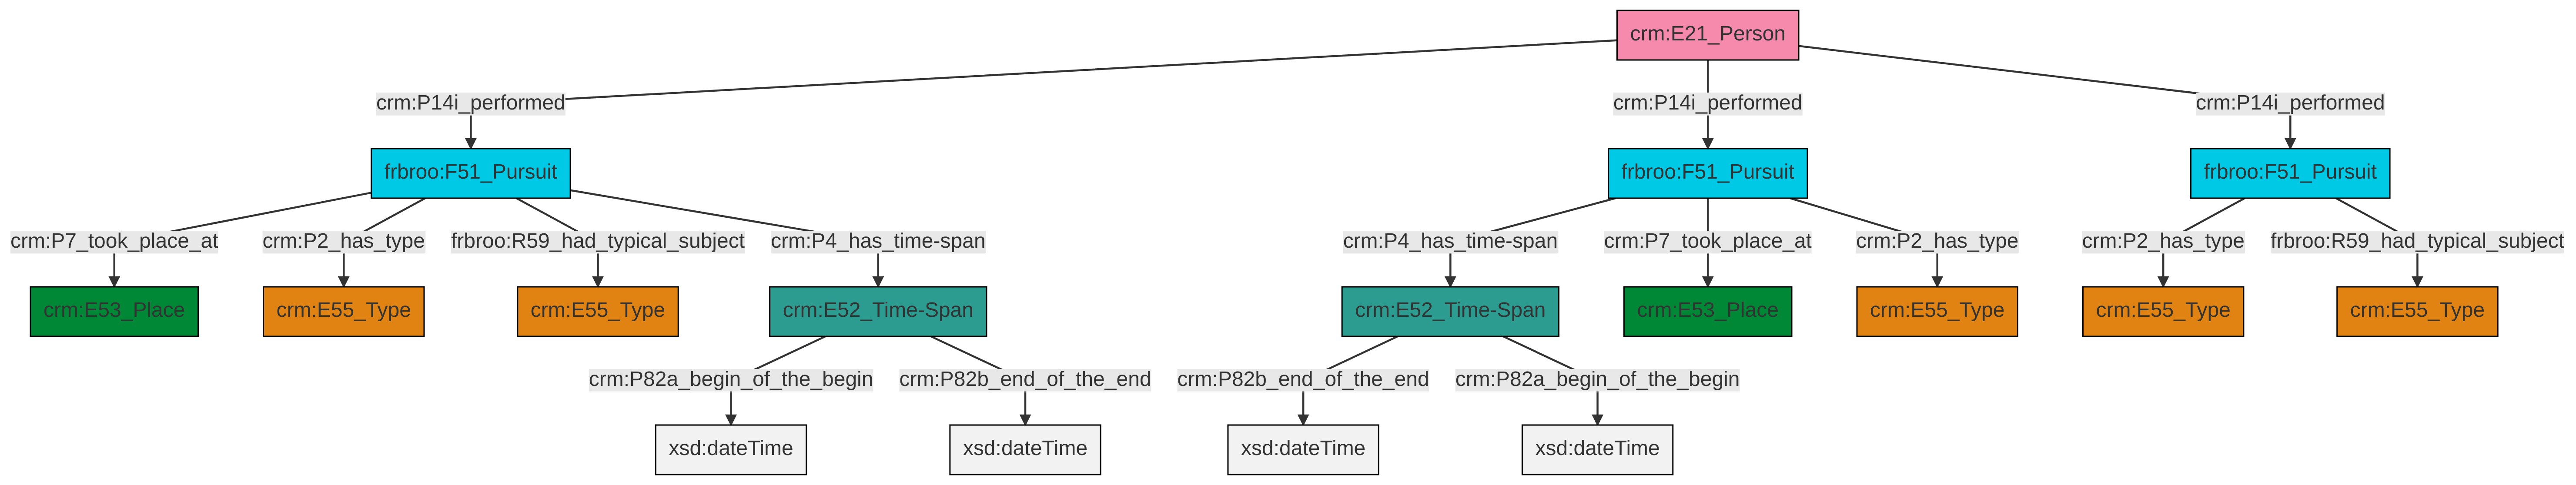 crm:E21_Person
crm:P14i_performed
crm:P14i_performed
crm:P14i_performed
frbroo:F51_Pursuit
frbroo:F51_Pursuit
frbroo:F51_Pursuit
crm:P7_took_place_at
crm:P2_has_type
frbroo:R59_had_typical_subject
crm:P4_has_time-span
crm:P4_has_time-span
crm:P7_took_place_at
crm:P2_has_type
crm:P2_has_type
frbroo:R59_had_typical_subject
crm:E53_Place
crm:E55_Type
crm:E55_Type
crm:E52_Time-Span
crm:E52_Time-Span
crm:E53_Place
crm:E55_Type
crm:E55_Type
crm:E55_Type
crm:P82a_begin_of_the_begin
crm:P82b_end_of_the_end
crm:P82b_end_of_the_end
crm:P82a_begin_of_the_begin
xsd:dateTime
xsd:dateTime
xsd:dateTime
xsd:dateTime